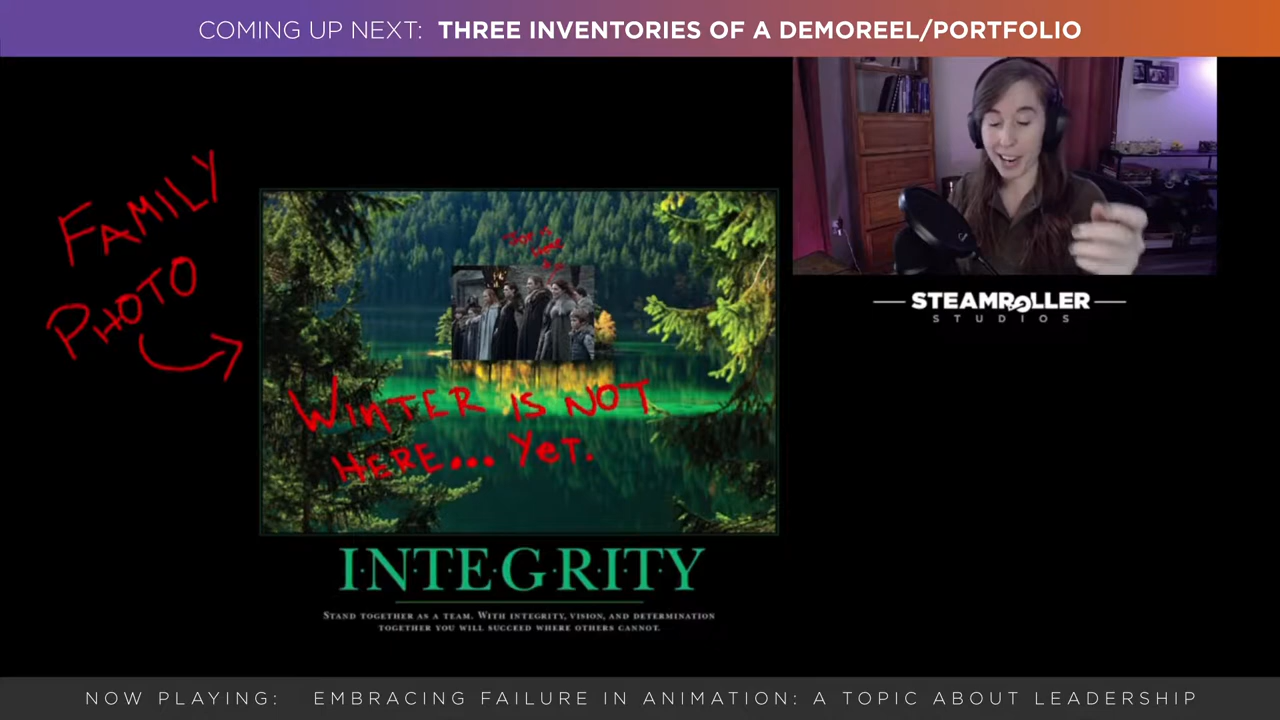 COMING UP NEXT: THREE INVENTORIES OF A DEMOREEL/PORTFOLIO
FAMILY
PHOTO
WINTER IS NOT
HERE... YET.
I·N·T·E·G·R·I·T·Y
STAND TOGETHER AS A TEAM. WITH INTEGRITY, VISION, AND DETERMINATION
TOGETHER YOU WILL SUCCEED WHERE OTHERS CANNOT.
STEAMROLLER
STUDIOS
NOW PLAYING: EMBRACING FAILURE IN ANIMATION: A TOPIC ABOUT LEADERSHIP